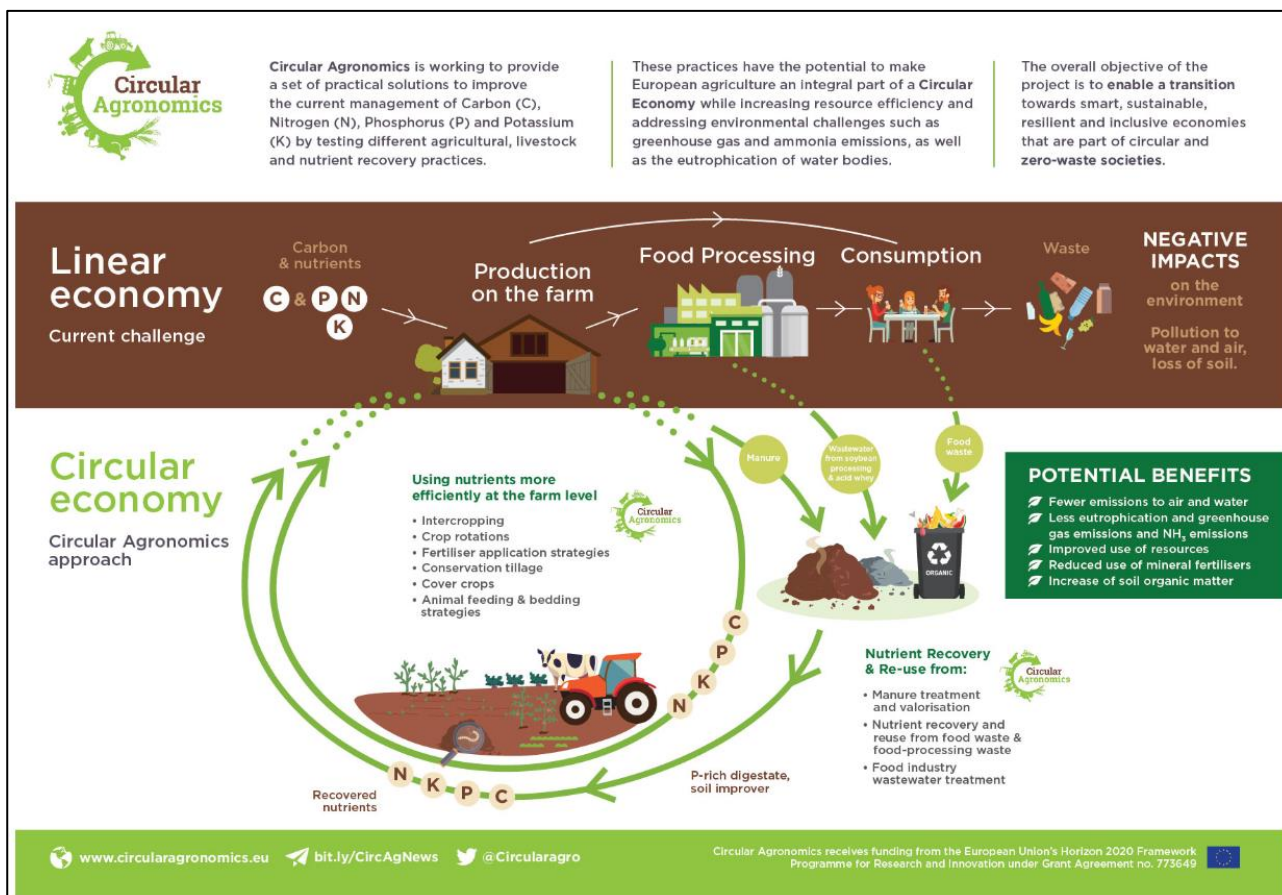 Circular
Agronomics
Circular Agronomics is working to provide
a set of practical solutions to improve
the current management of Carbon (C),
Nitrogen (N), Phosphorus (P) and Potassium
(K) by testing different agricultural, livestock
and nutrient recovery practices.
These practices have the potential to make
European agriculture an integral part of a Circular
Economy while increasing resource efficiency and
addressing environmental challenges such as
greenhouse gas and ammonia emissions, as well
as the eutrophication of water bodies.
The overall objective of the
project is to enable a transition
towards smart, sustainable,
resilient and inclusive economies
that are part of circular and
zero-waste societies.
Linear
economy
Current challenge
Carbon
& nutrients
C & P N
K
Production
on the farm
Food Processing
Consumption
Waste
NEGATIVE
IMPACTS
on the
environment
Pollution to
water and air,
loss of soil.
Circular
economy
Circular Agronomics
approach
Using nutrients more
efficiently at the farm level
• Intercropping
• Crop rotations
• Fertiliser application strategies
• Conservation tillage
• Cover crops
• Animal feeding & bedding
strategies
Circular
Agronomics
Manure
Wastewater
from soybean
processing
& acid whey
Food
waste
ORGANIC
POTENTIAL BENEFITS
Fewer emissions to air and water
Less eutrophication and greenhouse
gas emissions and NH₃ emissions
Improved use of resources
Reduced use of mineral fertilisers
Increase of soil organic matter
C
P
K
N
Nutrient Recovery
& Re-use from:
• Manure treatment
and valorisation
• Nutrient recovery and
reuse from food waste &
food-processing waste
• Food industry
wastewater treatment
Circular
Agronomics
N K P C
Recovered
nutrients
P-rich digestate,
soil improver
www.circularagronomics.eu
bit.ly/CircAgNews
@Circularagro
Circular Agronomics receives funding from the European Union's Horizon 2020 Framework
Programme for Research and Innovation under Grant Agreement no. 773649